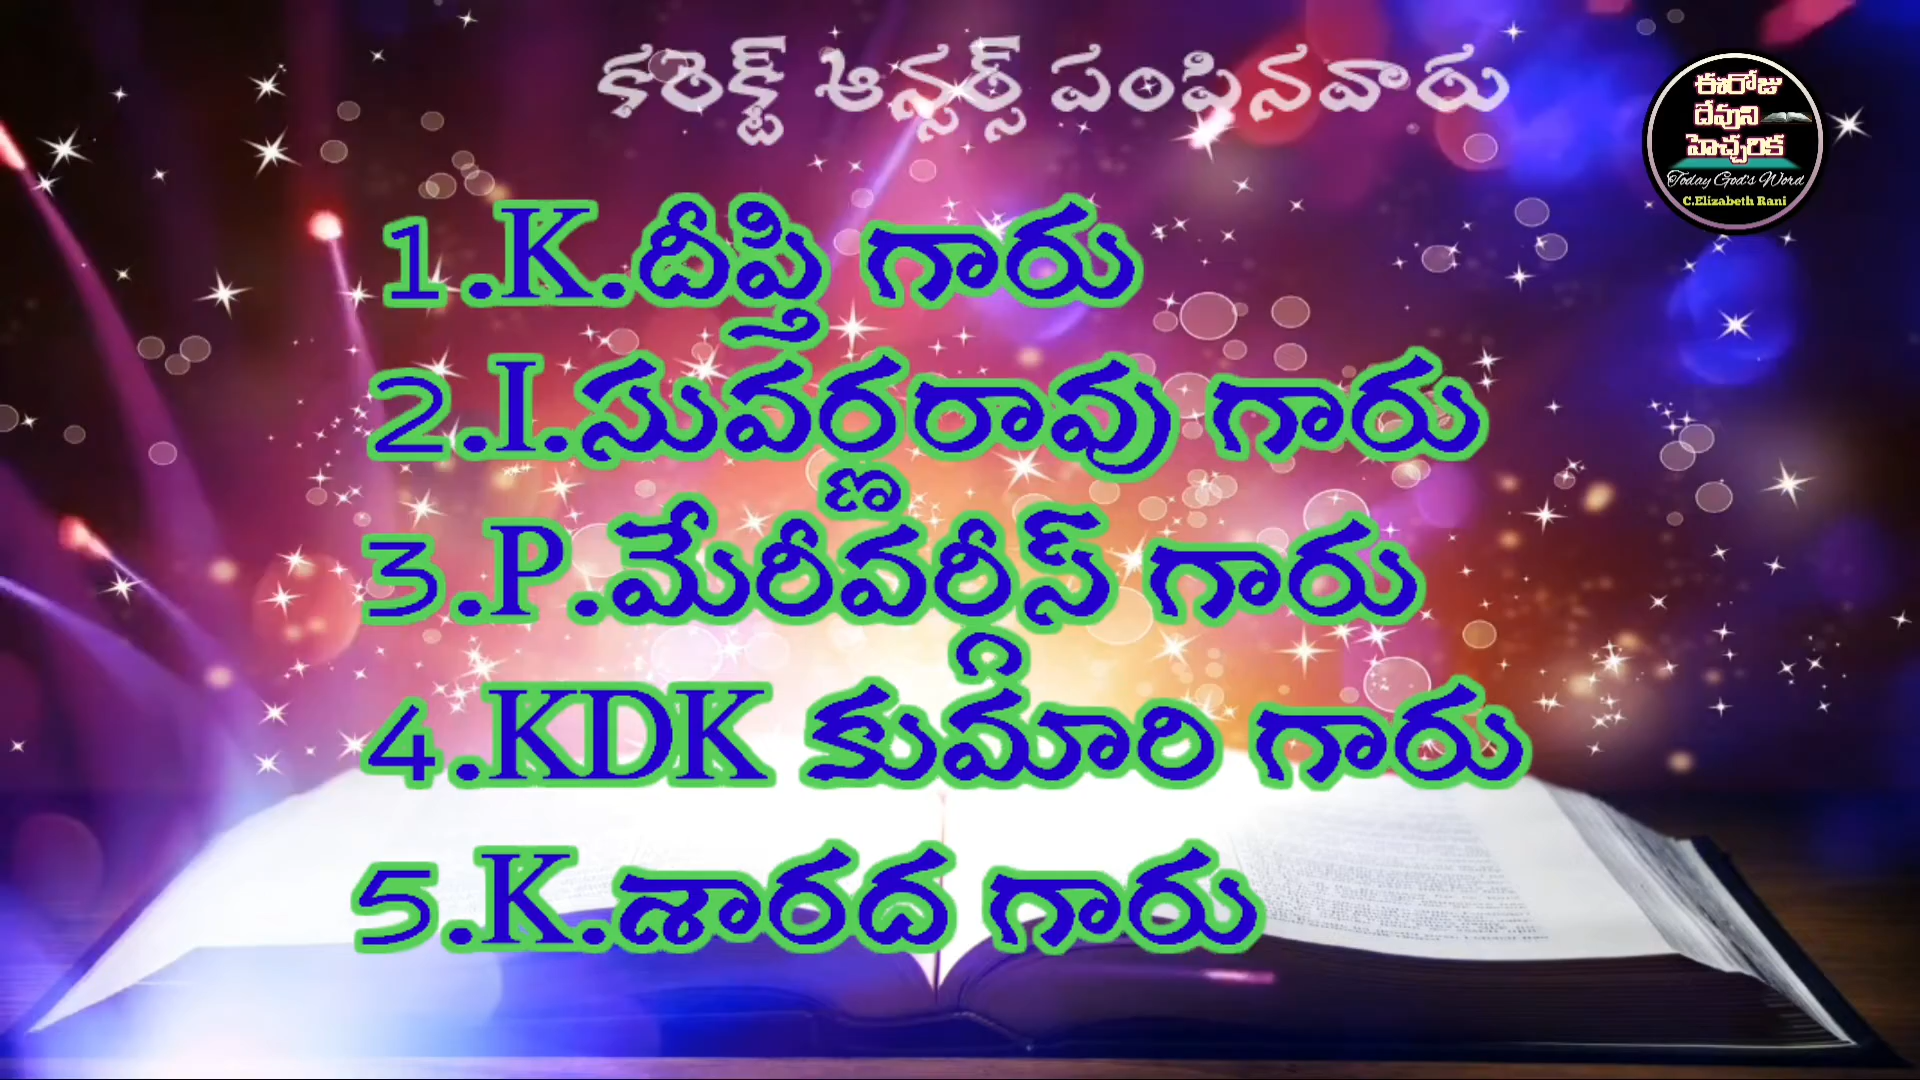 కరెక్ట్ ఆన్సర్స్ పంపినవారు
ఈరోజు
దేవుని
హెచ్చరిక
Today God's Word
C.Elizabeth Rani
1.K.దీప్తి గారు
2.I.సువర్ణరావు గారు
3.P.మేరీవర్గీస్ గారు
4.KDK కుమారి గారు
5.K.శారద గారు